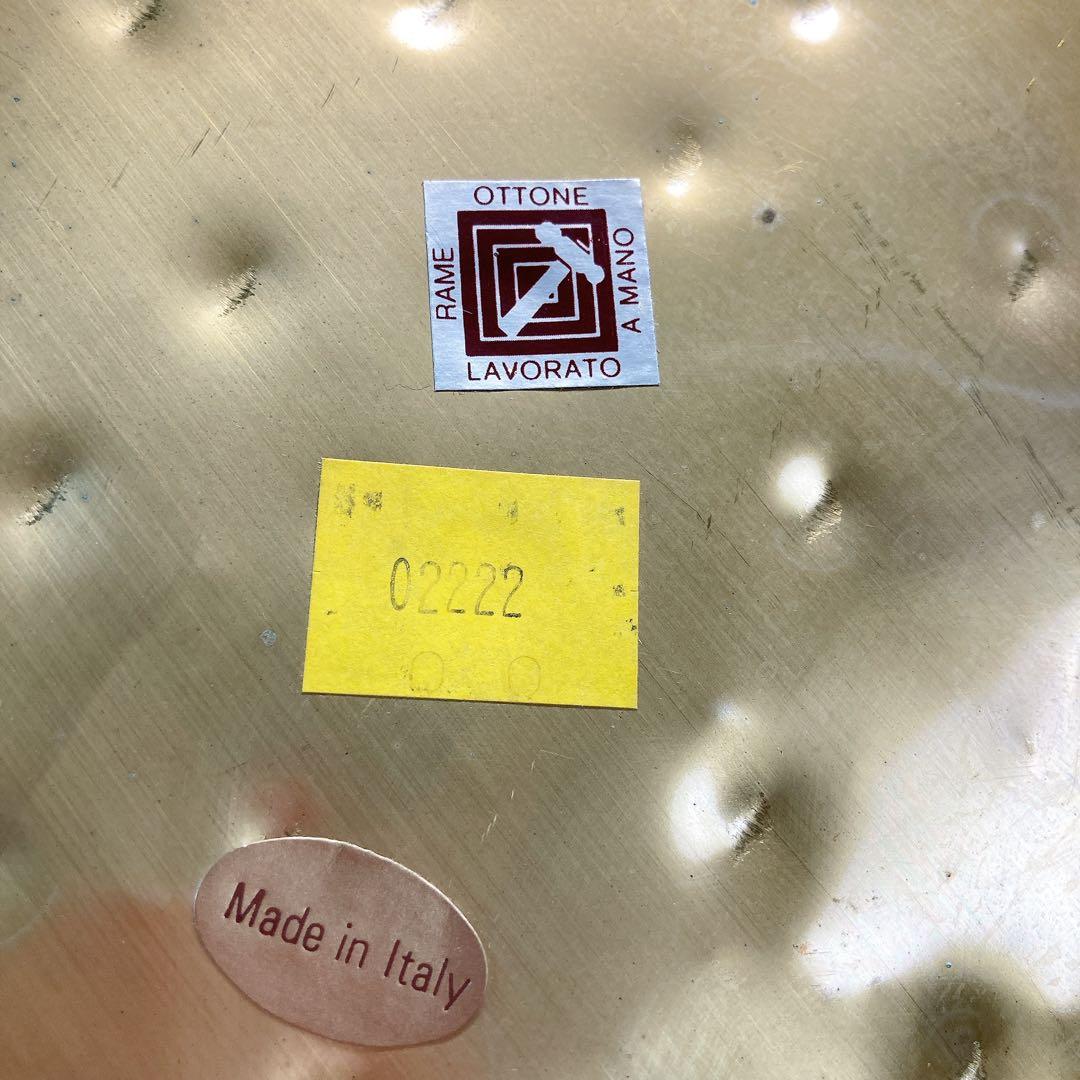 OTTONE
RAME
A MANO
LAVORATO
02222
Made in Italy